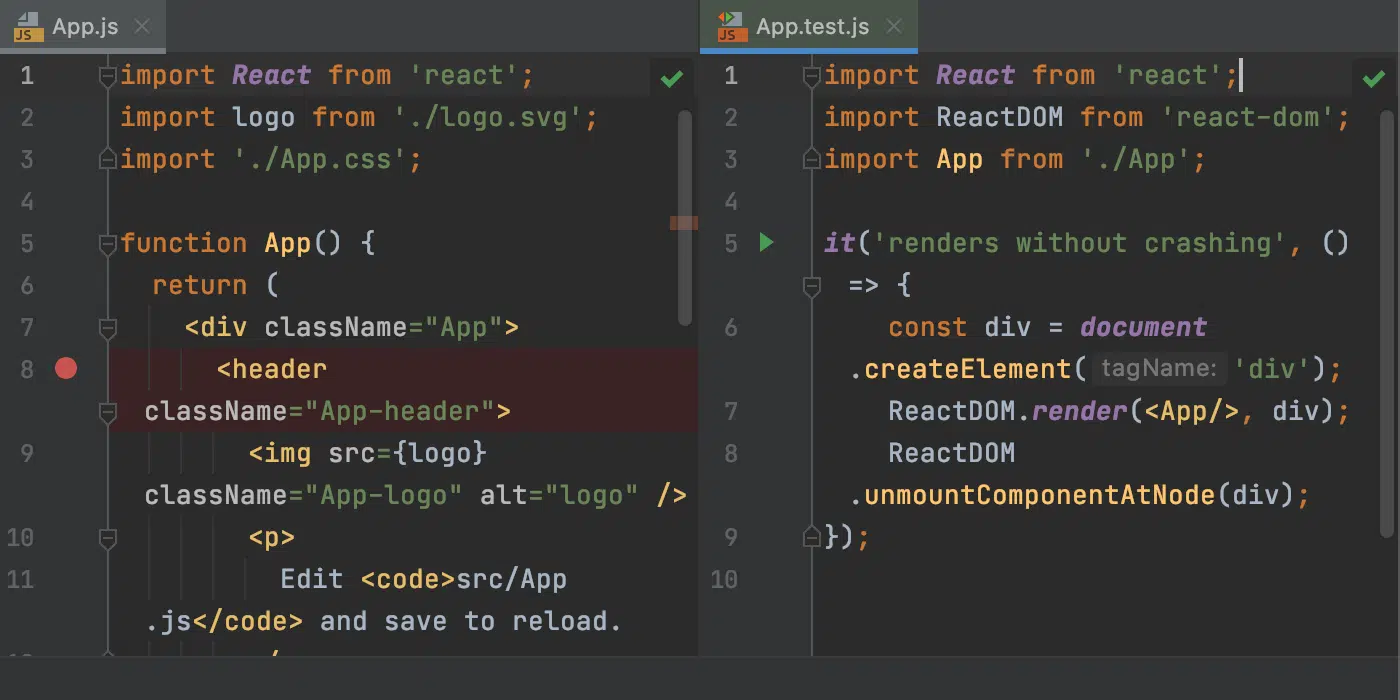 App.js
1 import React from 'react';
2 import logo from './logo.svg';
3 import './App.css';
4
5 function App() {
6 return (
7 <div className="App">
8 <header
className="App-header">
9 <img src={logo}
className="App-logo" alt="logo" />
10 <p>
11 Edit <code>src/App
.js</code> and save to reload.
App.test.js
1 import React from 'react';
2 import ReactDOM from 'react-dom';
3 import App from './App';
4
5 it('renders without crashing', ()
=> {
6 const div = document
.createElement( tagName: 'div');
7 ReactDOM.render(<App/>, div);
8 ReactDOM
.unmountComponentAtNode(div);
9 });
10